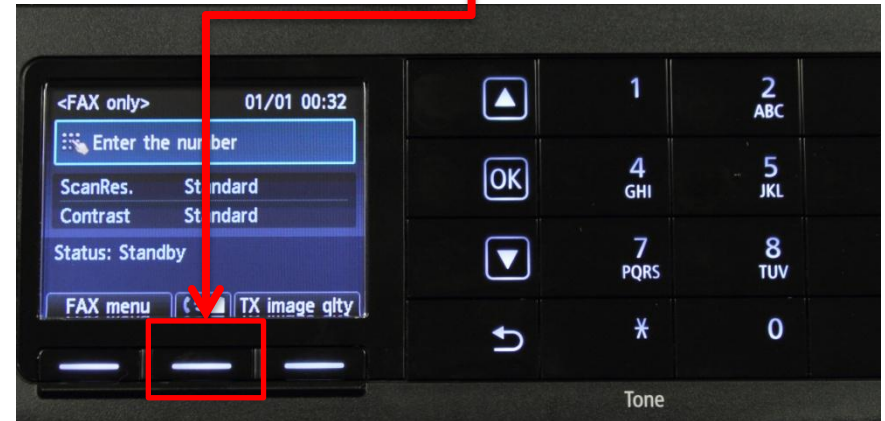 <FAX only> 01/01 00:32
Enter the number
ScanRes. Standard
Contrast Standard
Status: Standby
FAX menu TX image qlty
OK
1
2
ABC
4
GHI
5
JKL
7
PQRS
8
TUV
*
0
Tone